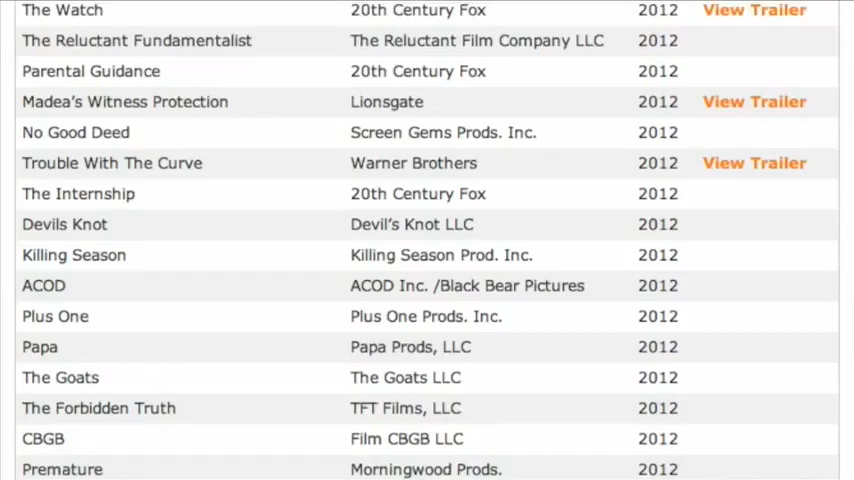 The Watch 20th Century Fox 2012 View Trailer
The Reluctant Fundamentalist The Reluctant Film Company LLC 2012
Parental Guidance 20th Century Fox 2012
Madea’s Witness Protection Lionsgate 2012 View Trailer
No Good Deed Screen Gems Prods. Inc. 2012
Trouble With The Curve Warner Brothers 2012 View Trailer
The Internship 20th Century Fox 2012
Devils Knot Devil’s Knot LLC 2012
Killing Season Killing Season Prod. Inc. 2012
ACOD ACOD Inc. /Black Bear Pictures 2012
Plus One Plus One Prods. Inc. 2012
Papa Papa Prods, LLC 2012
The Goats The Goats LLC 2012
The Forbidden Truth TFT Films, LLC 2012
CBGB Film CBGB LLC 2012
Premature Morningwood Prods. 2012